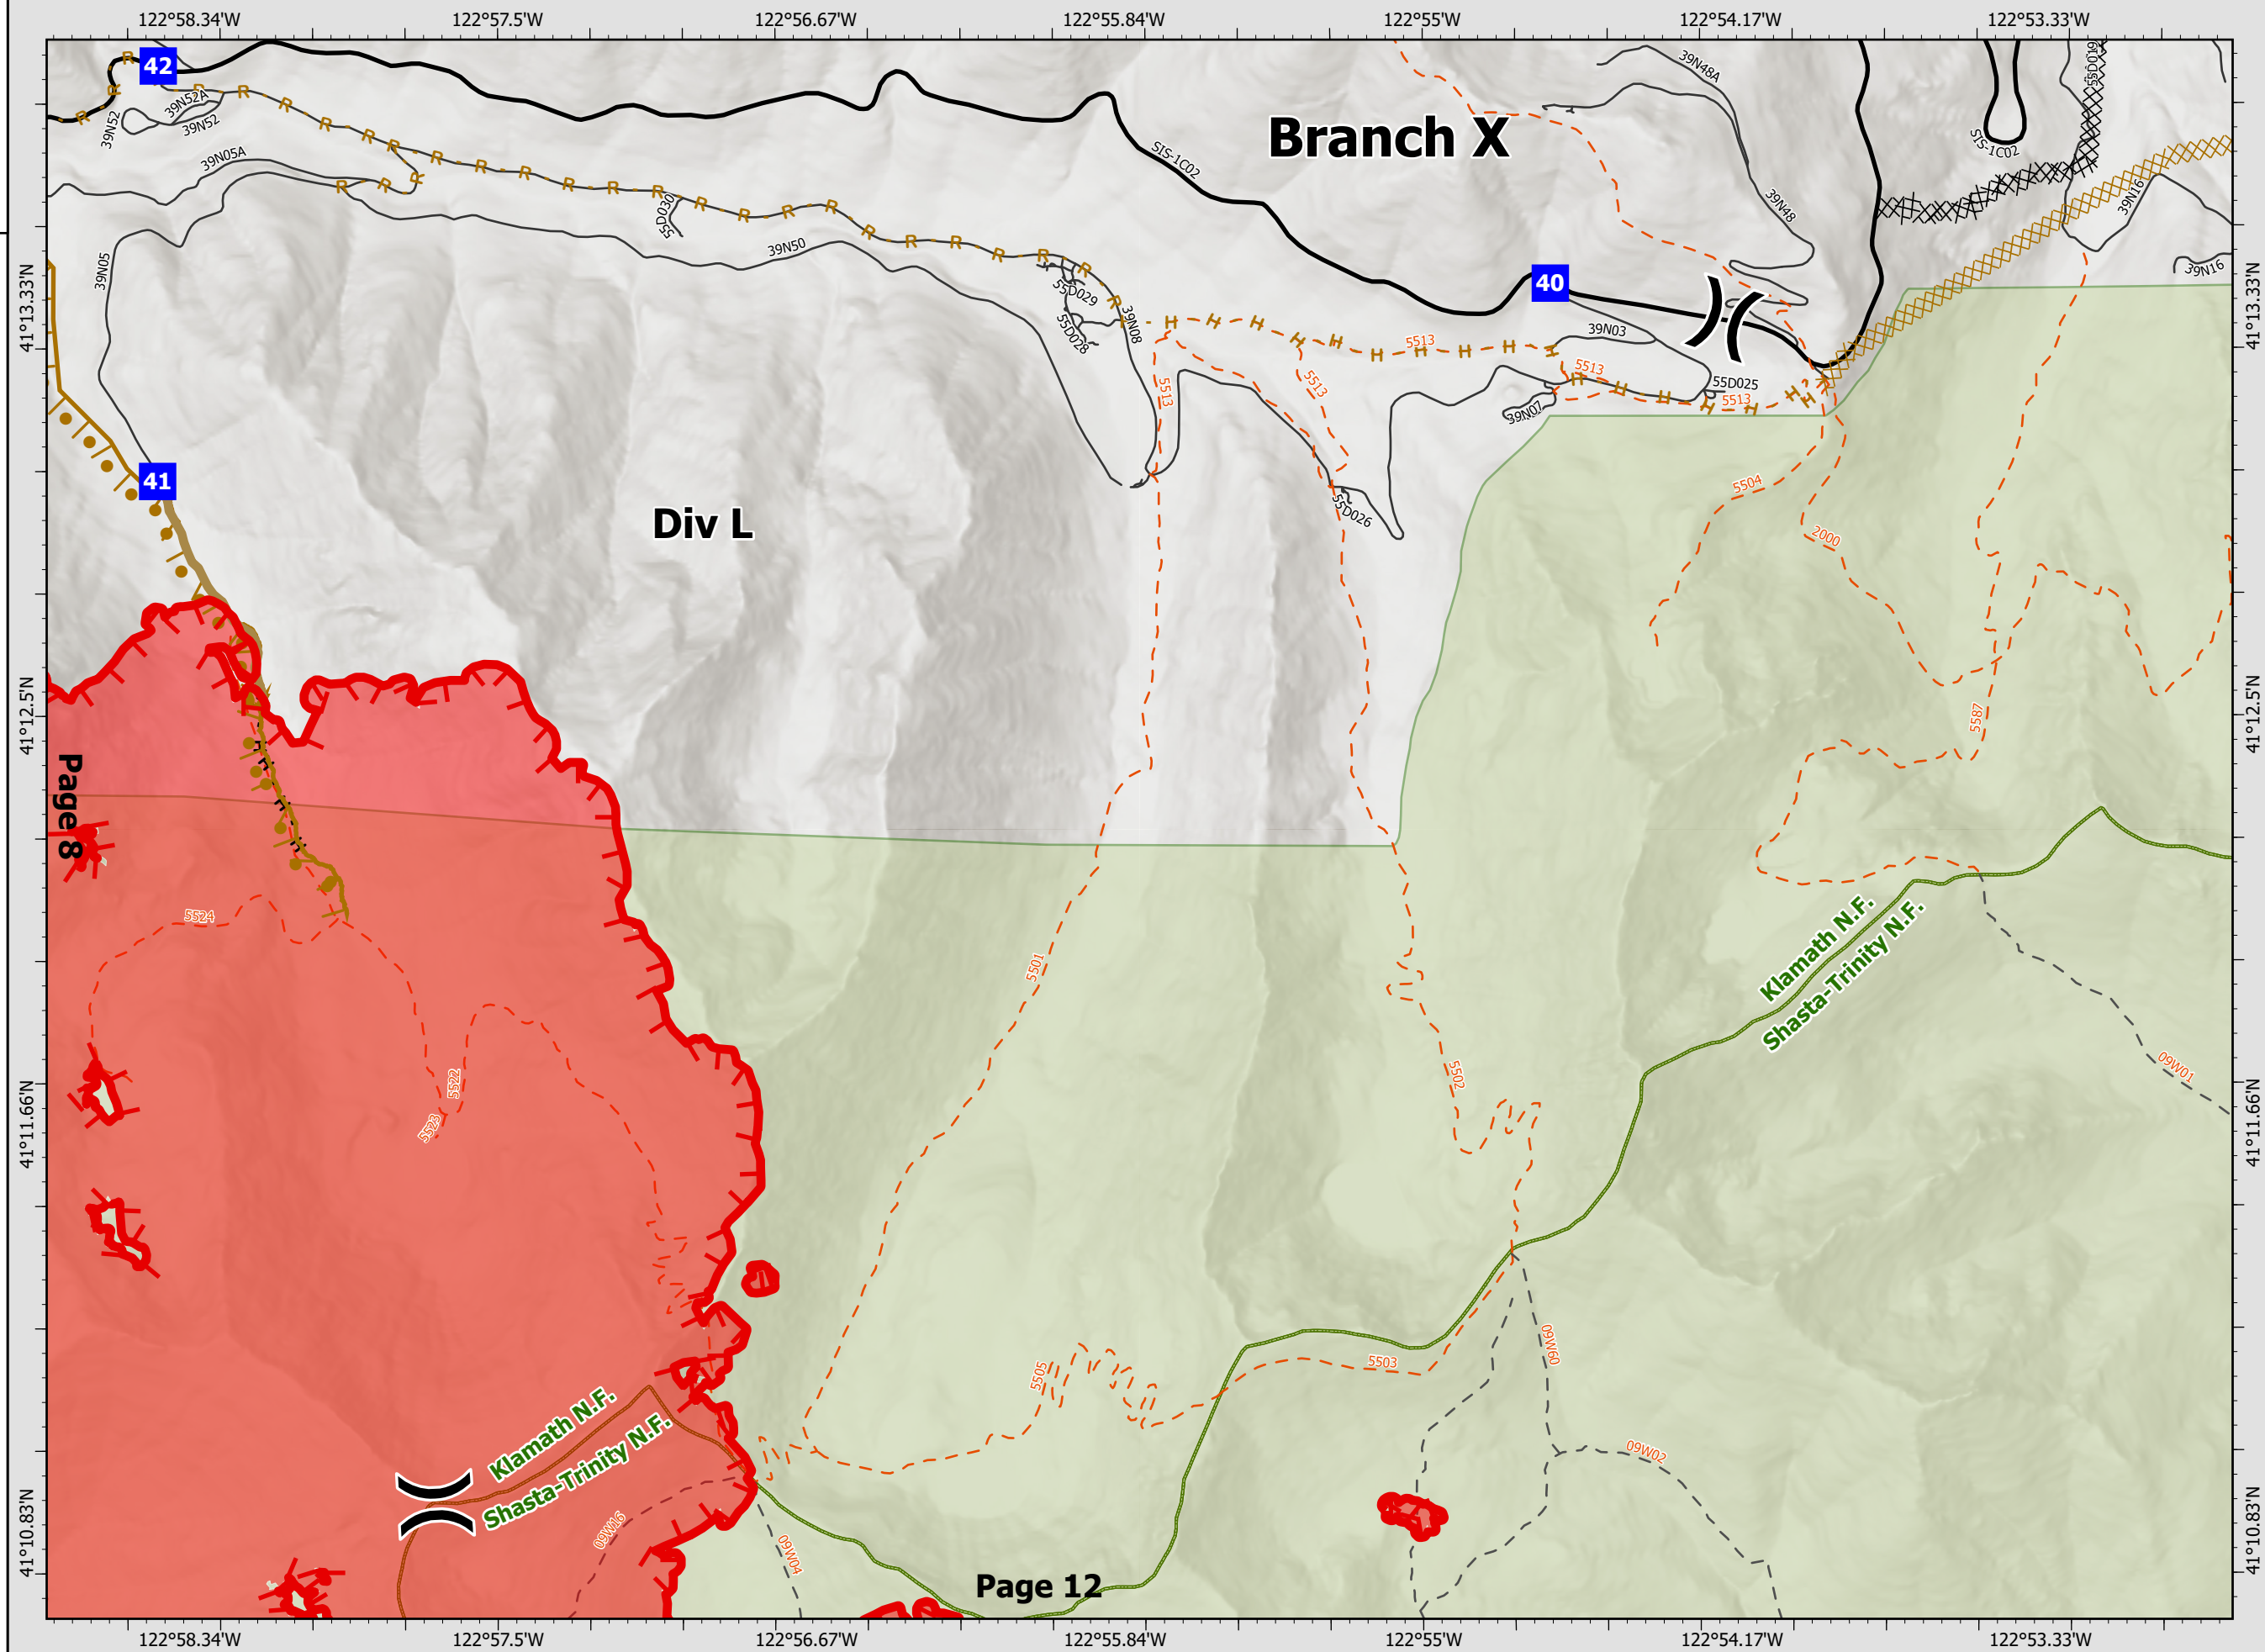 122°58.34'W 122°57.5'W 122°56.67'W 122°55.84'W 122°55'W 122°54.17'W 122°53.33'W
42
39N52A
39N52
39N52
39N05A
39N48A
55D019
Branch X
SIS-1C02
SIS-1C02
39N48
39N16
39N16
55D030
39N50
39N05
41°13.33'N
41°13.33'N
55D029
55D028
39N08
40
39N03
5513
5513
5513
5513
5513
55D025
39N07
41
Div L
55D026
5504
2000
41°12.5'N
41°12.5'N
5587
Page 8
5524
5501
Klamath N.F.
Shasta-Trinity N.F.
5522
5523
5502
09W01
41°11.66'N
41°11.66'N
5505
5503
09W60
Klamath N.F.
Shasta-Trinity N.F.
09W02
09W16
09W04
41°10.83'N
41°10.83'N
Page 12
122°58.34'W 122°57.5'W 122°56.67'W 122°55.84'W 122°55'W 122°54.17'W 122°53.33'W